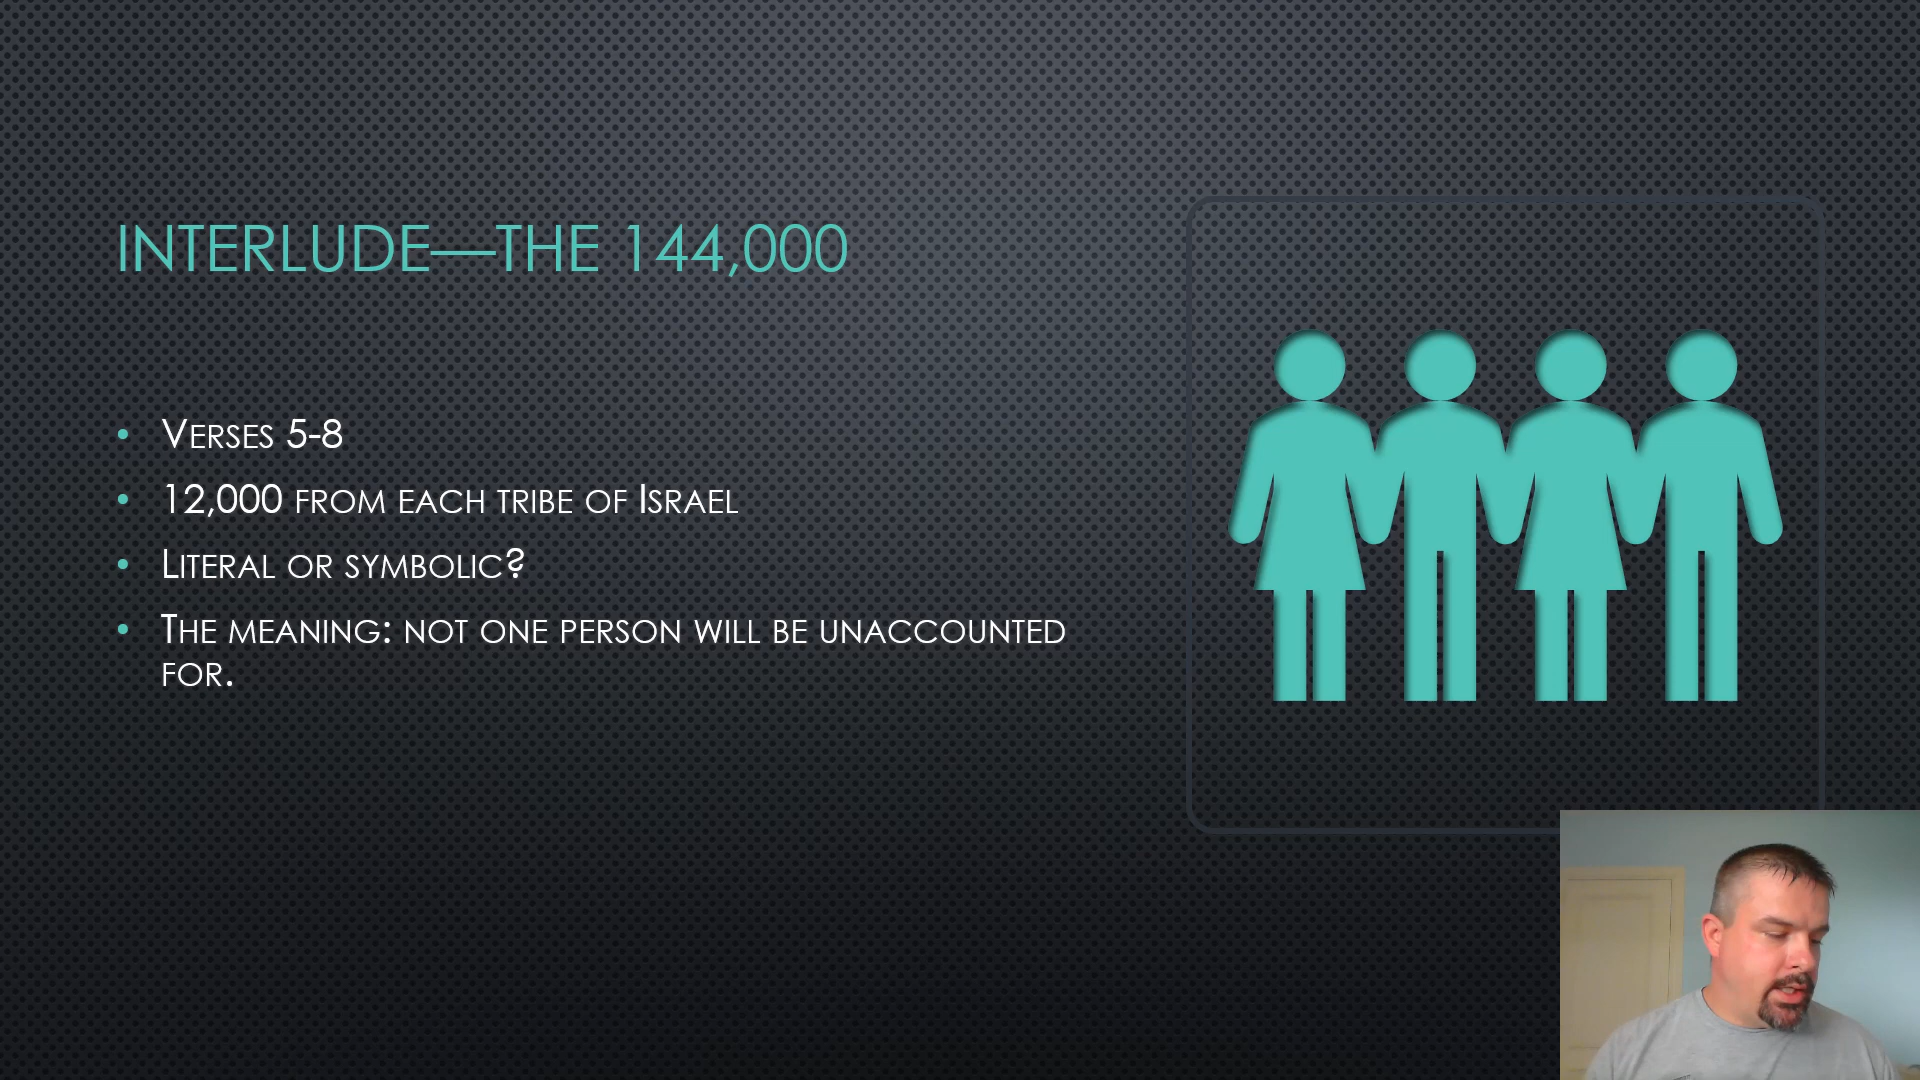 INTERLUDE—THE 144,000
• Verses 5-8
• 12,000 from each tribe of Israel
• Literal or symbolic?
• The meaning: not one person will be unaccounted
for.